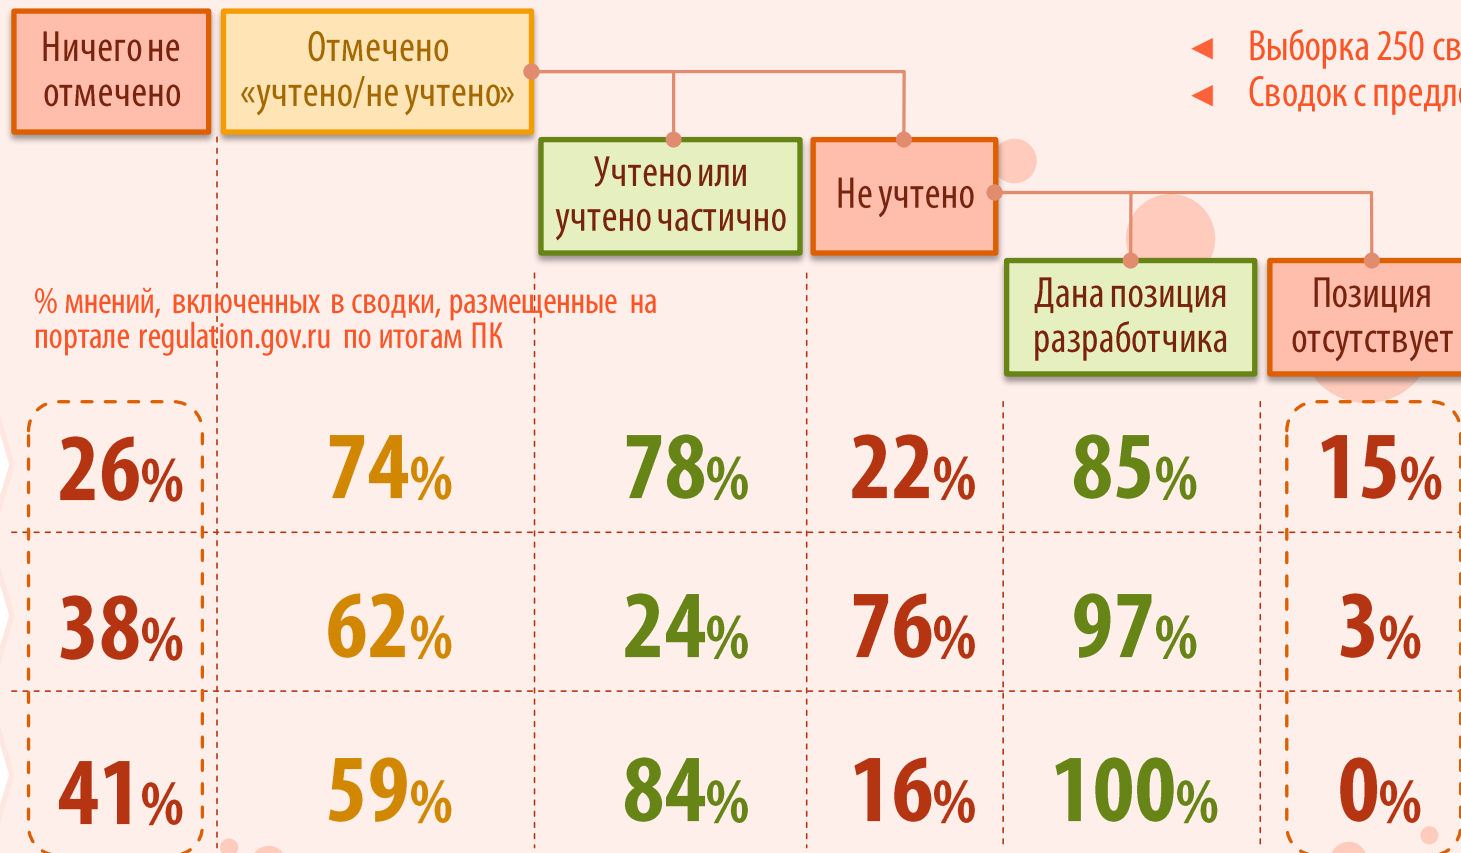 Ничего не
отмечено
Отмечено
«учтено/не учтено»
◄ Выборка 250
◄ Сводок с
Учтено или
учтено частично
Не учтено
Дана позиция
разработчика
Позиция
отсутствует
% мнений, включенных в сводки, размещенные на
портале regulation.gov.ru по итогам ПК
26% 74% 78% 22% 85% 15%
38% 62% 24% 76% 97% 3%
41% 59% 84% 16% 100% 0%